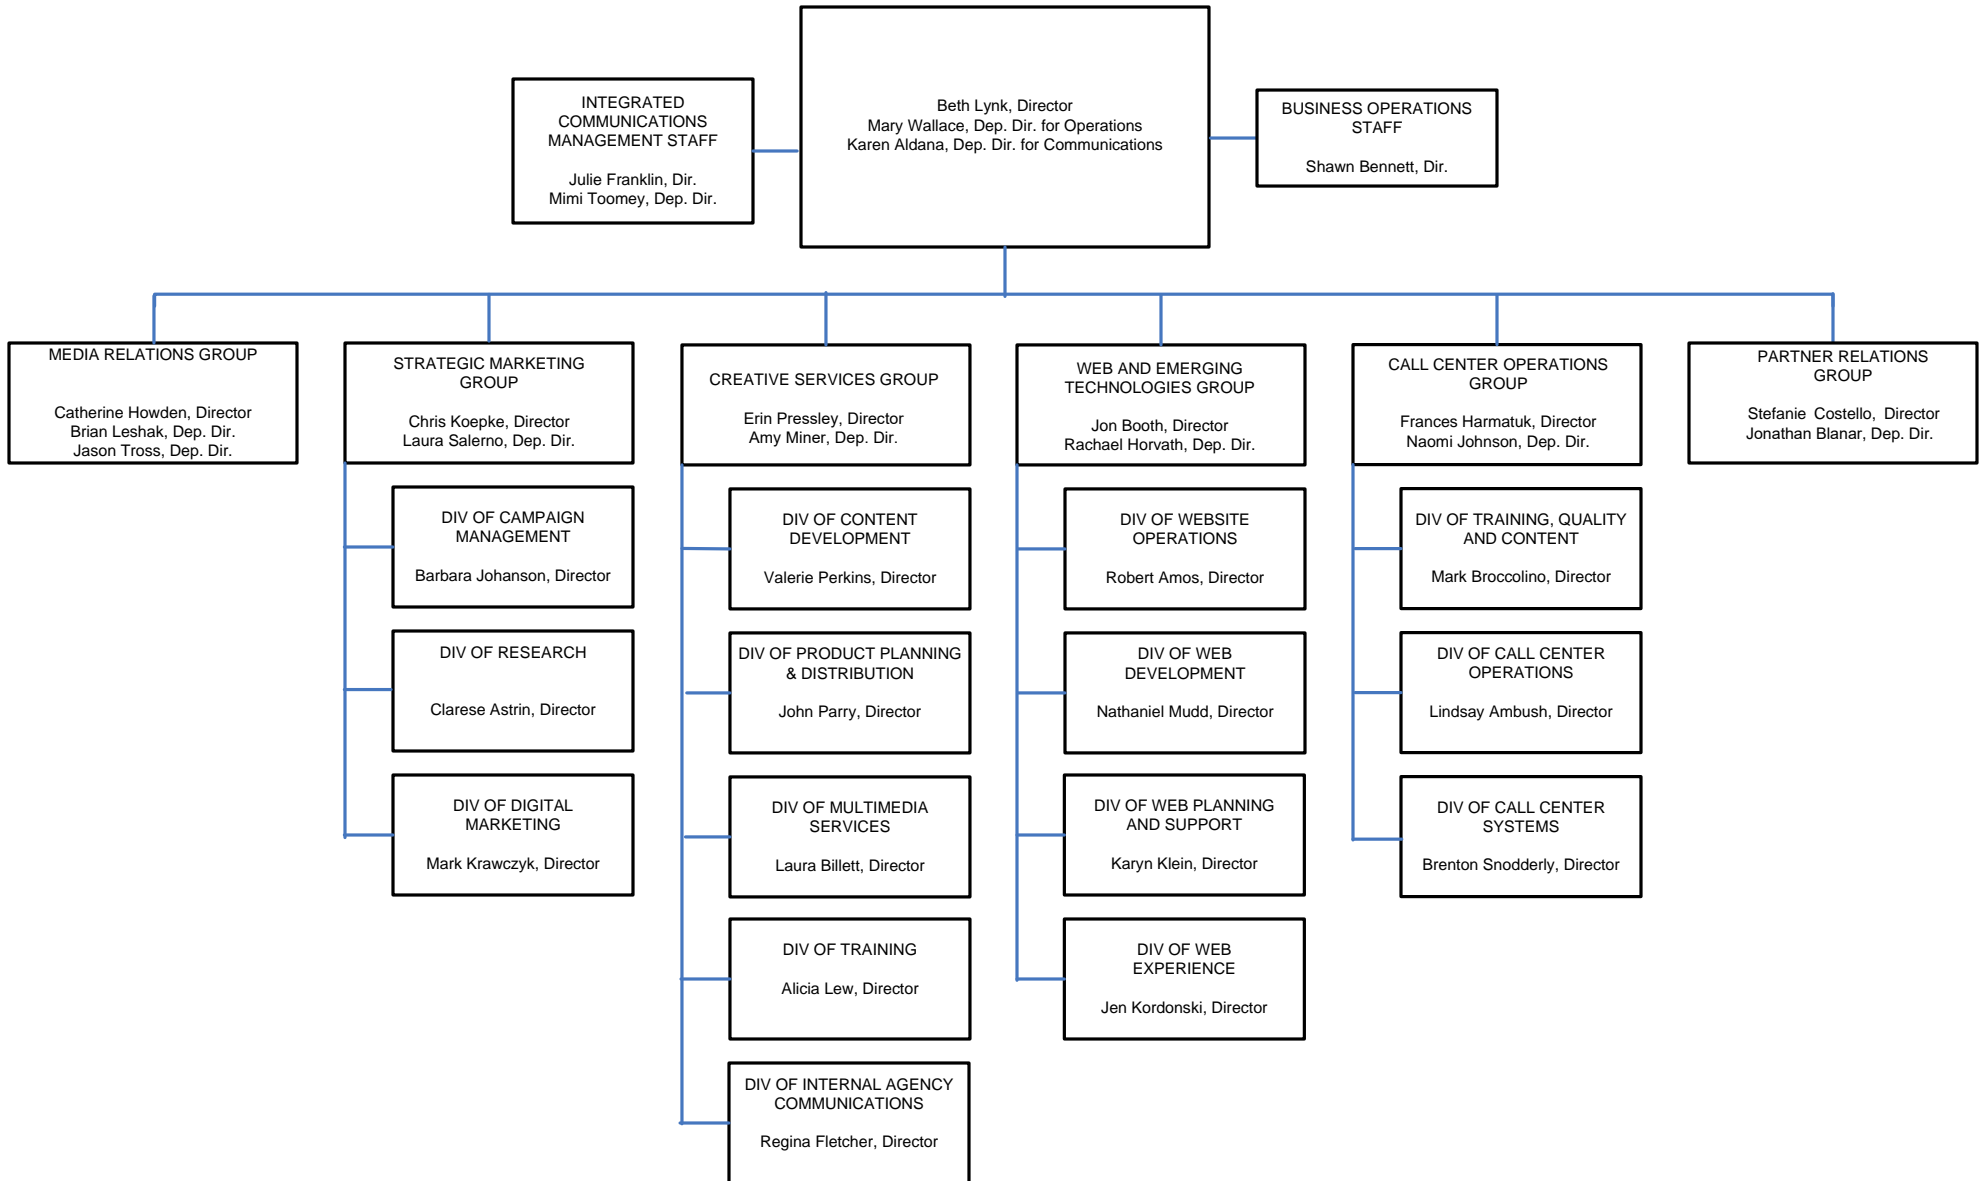 Beth Lynk, Director
Mary Wallace, Dep. Dir. for Operations
Karen Aldana, Dep. Dir. for Communications
INTEGRATED
COMMUNICATIONS
MANAGEMENT STAFF
Julie Franklin, Dir.
Mimi Toomey, Dep. Dir.
BUSINESS OPERATIONS
STAFF
Shawn Bennett, Dir.
MEDIA RELATIONS GROUP
Catherine Howden, Director
Brian Leshak, Dep. Dir.
Jason Tross, Dep. Dir.
STRATEGIC MARKETING
GROUP
Chris Koepke, Director
Laura Salerno, Dep. Dir.
DIV OF CAMPAIGN
MANAGEMENT
Barbara Johanson, Director
DIV OF RESEARCH
Clarese Astrin, Director
DIV OF DIGITAL
MARKETING
Mark Krawczyk, Director
CREATIVE SERVICES GROUP
Erin Pressley, Director
Amy Miner, Dep. Dir.
DIV OF CONTENT
DEVELOPMENT
Valerie Perkins, Director
DIV OF PRODUCT PLANNING
& DISTRIBUTION
John Parry, Director
DIV OF MULTIMEDIA
SERVICES
Laura Billett, Director
DIV OF TRAINING
Alicia Lew, Director
DIV OF INTERNAL AGENCY
COMMUNICATIONS
Regina Fletcher, Director
WEB AND EMERGING
TECHNOLOGIES GROUP
Jon Booth, Director
Rachael Horvath, Dep. Dir.
DIV OF WEBSITE
OPERATIONS
Robert Amos, Director
DIV OF WEB
DEVELOPMENT
Nathaniel Mudd, Director
DIV OF WEB PLANNING
AND SUPPORT
Karyn Klein, Director
DIV OF WEB
EXPERIENCE
Jen Kordonski, Director
CALL CENTER OPERATIONS
GROUP
Frances Harmatuk, Director
Naomi Johnson, Dep. Dir.
DIV OF TRAINING, QUALITY
AND CONTENT
Mark Broccolino, Director
DIV OF CALL CENTER
OPERATIONS
Lindsay Ambush, Director
DIV OF CALL CENTER
SYSTEMS
Brenton Snodderly, Director
PARTNER RELATIONS
GROUP
Stefanie Costello, Director
Jonathan Blanar, Dep. Dir.